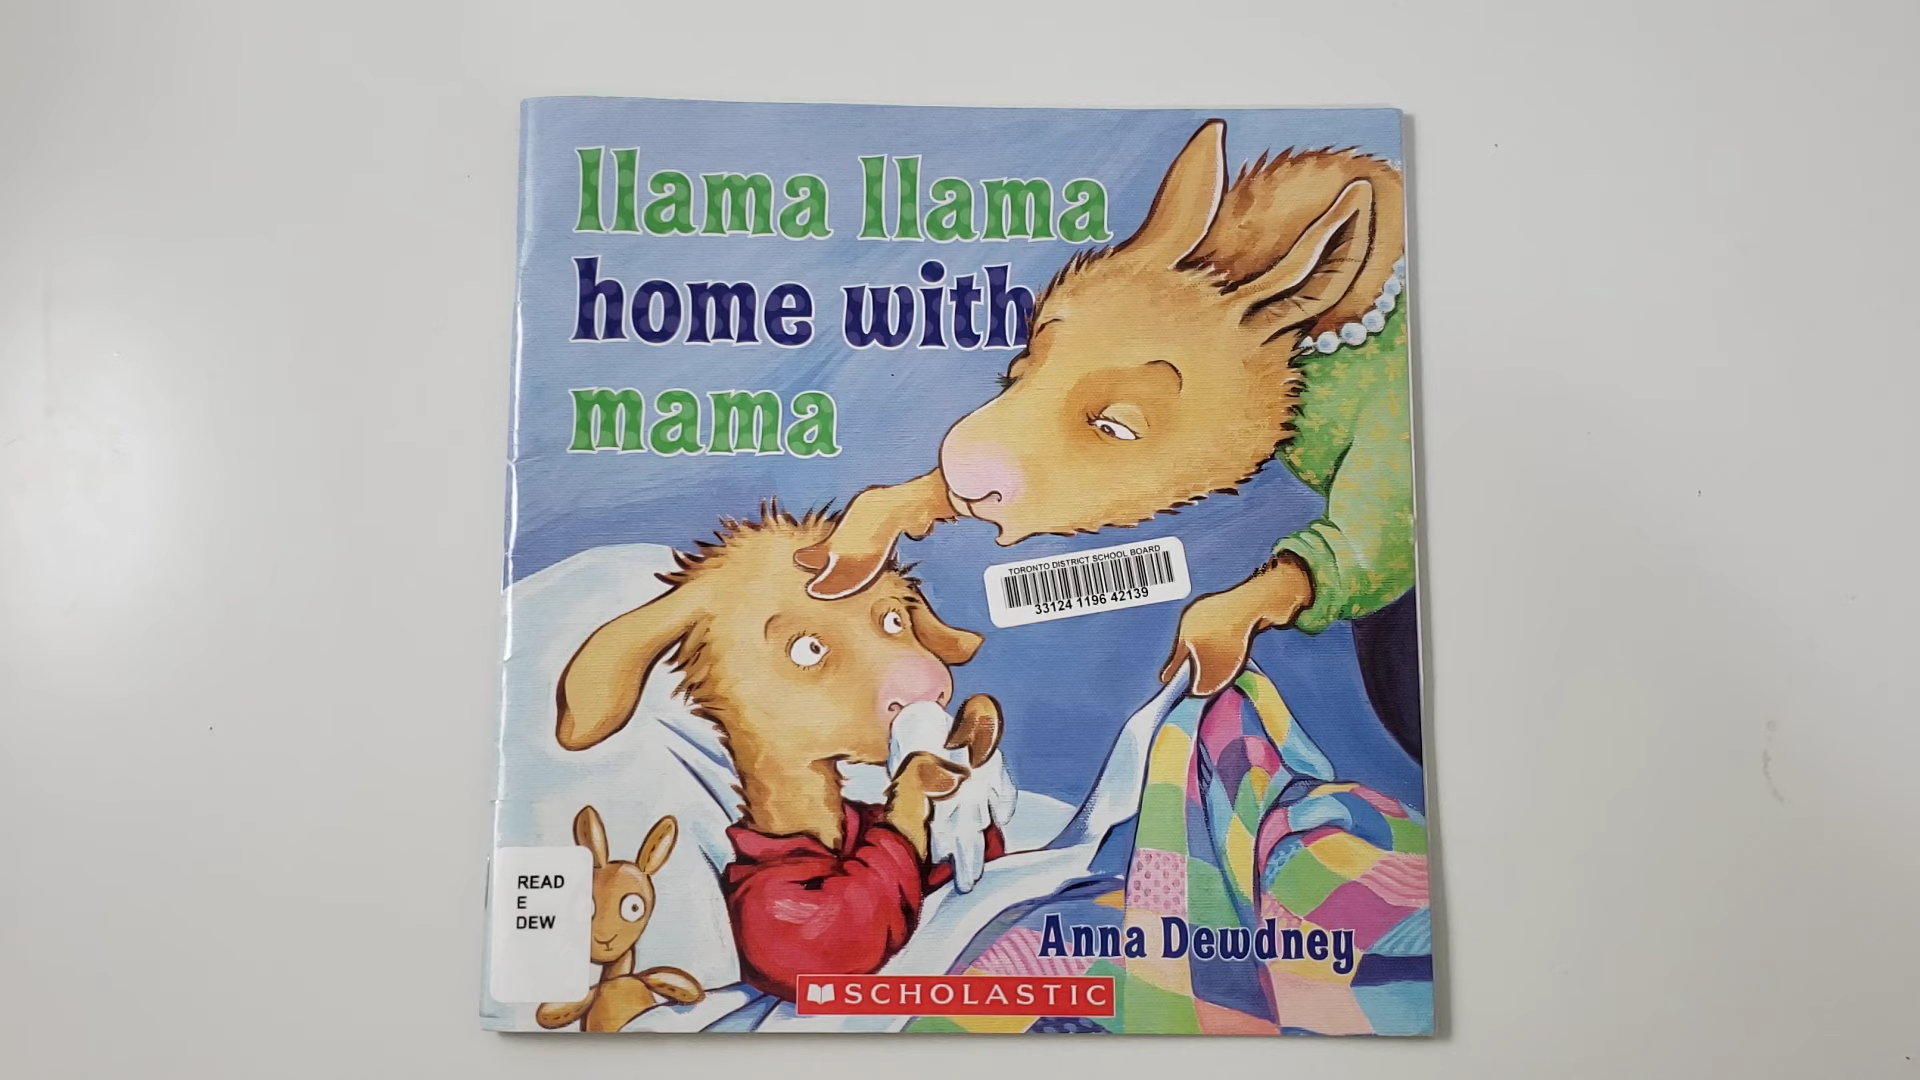 llama llama
home with
mama
TORONTO DISTRICT SCHOOL BOARD
33124 1196 42139
READ
E
DEW
Anna Dewdney
SCHOLASTIC